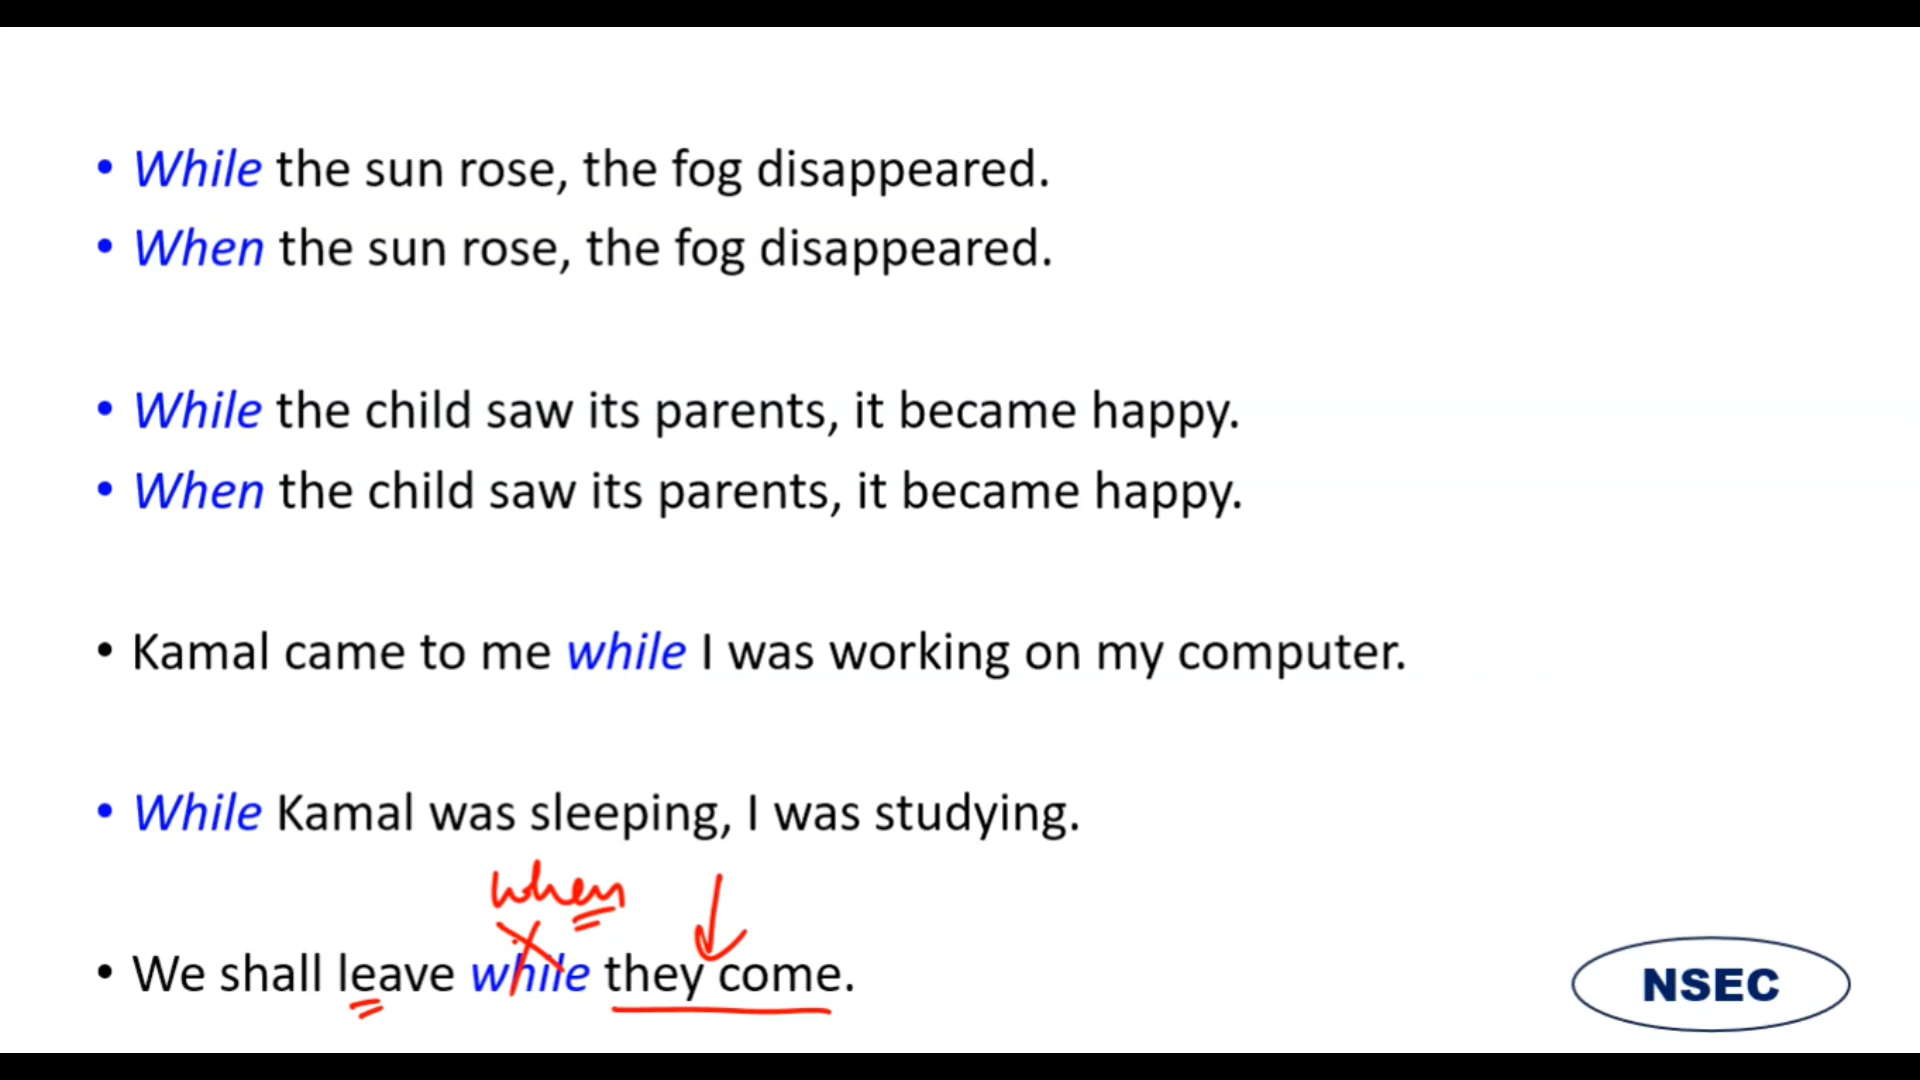 • While the sun rose, the fog disappeared.
• When the sun rose, the fog disappeared.
• While the child saw its parents, it became happy.
• When the child saw its parents, it became happy.
• Kamal came to me while I was working on my computer.
• While Kamal was sleeping, I was studying.
when
• We shall leave while they come.
NSEC